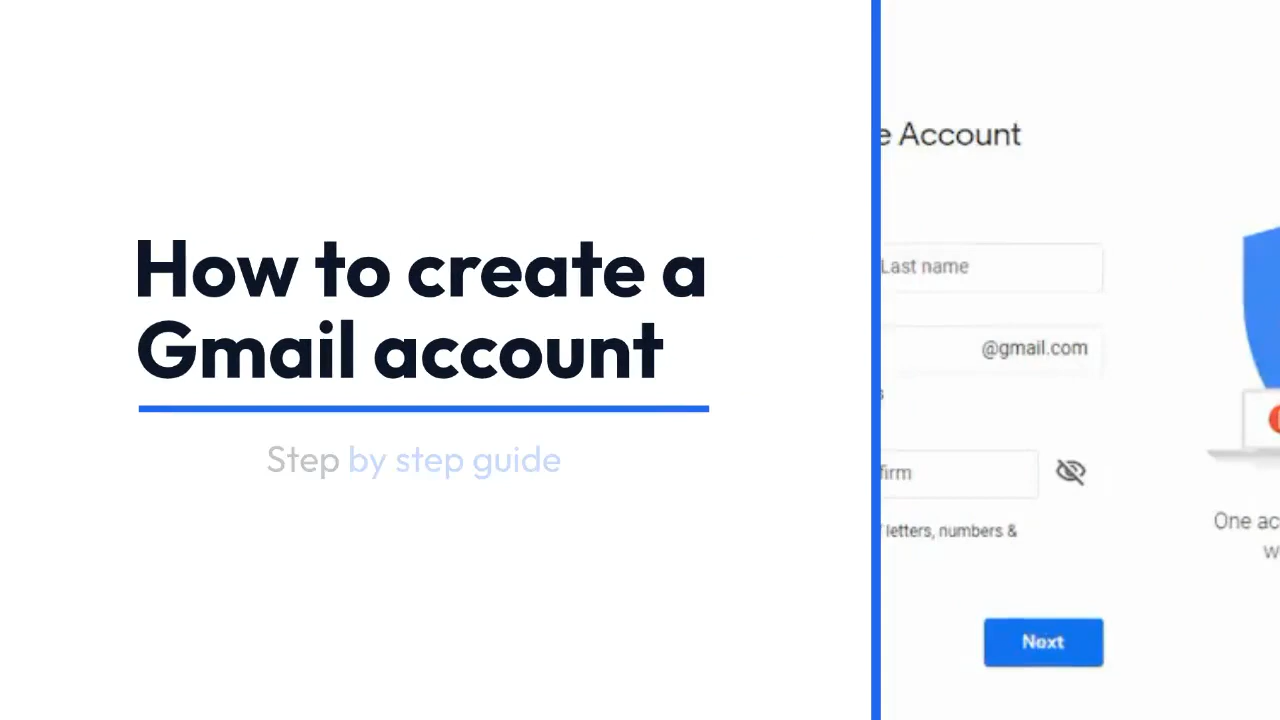 How to create a
Gmail account
Step by step guide
e Account
Last name
@gmail.com
firm
letters, numbers &
One acc
w
Next